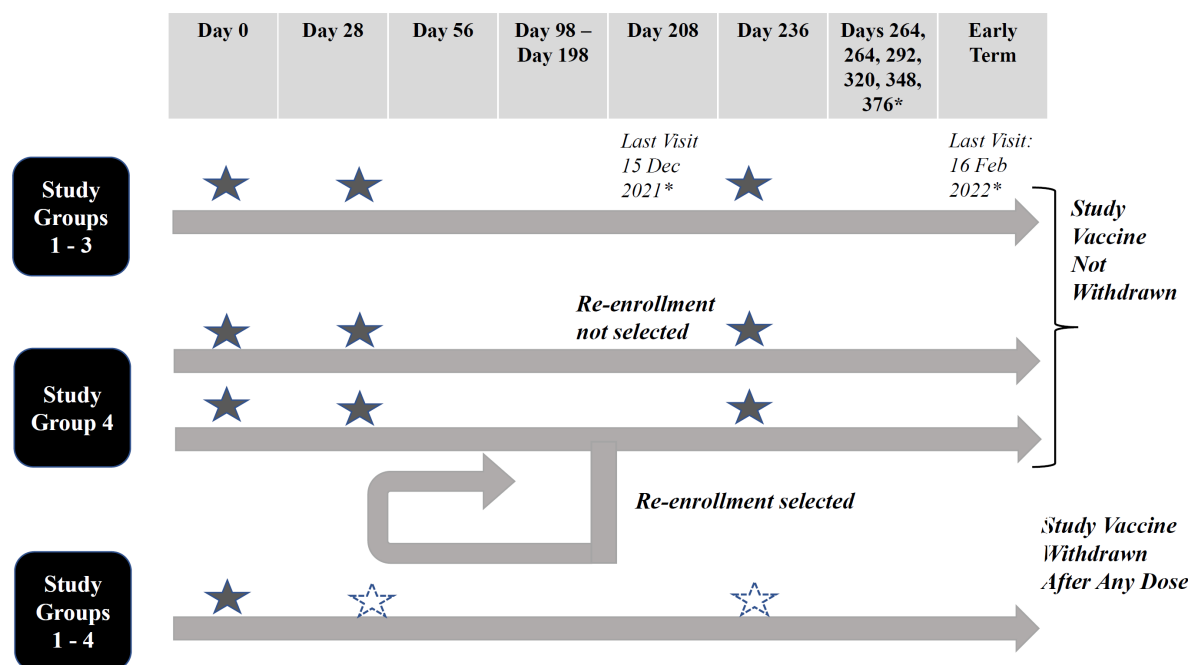 Day 0
Day 28
Day 56
Day 98 –
Day 198
Day 208
Day 236
Days 264,
264, 292,
320, 348,
376*
Early
Term
Last Visit
15 Dec
2021*
Last Visit:
16 Feb
2022*
Study
Groups
1 - 3
Study
Vaccine
Not
Withdrawn
Re-enrollment
not selected
Study
Group 4
Re-enrollment selected
Study Vaccine
Withdrawn
After Any Dose
Study
Groups
1 - 4